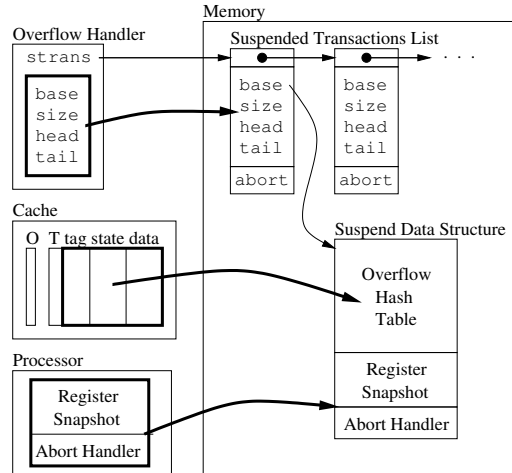 Memory
Overflow Handler
strans
base
size
head
tail
Suspended Transactions List
base
size
head
tail
abort
base
size
head
tail
abort
. . .
Cache
O T tag state data
Suspend Data Structure
Overflow
Hash
Table
Register
Snapshot
Abort Handler
Processor
Register
Snapshot
Abort Handler